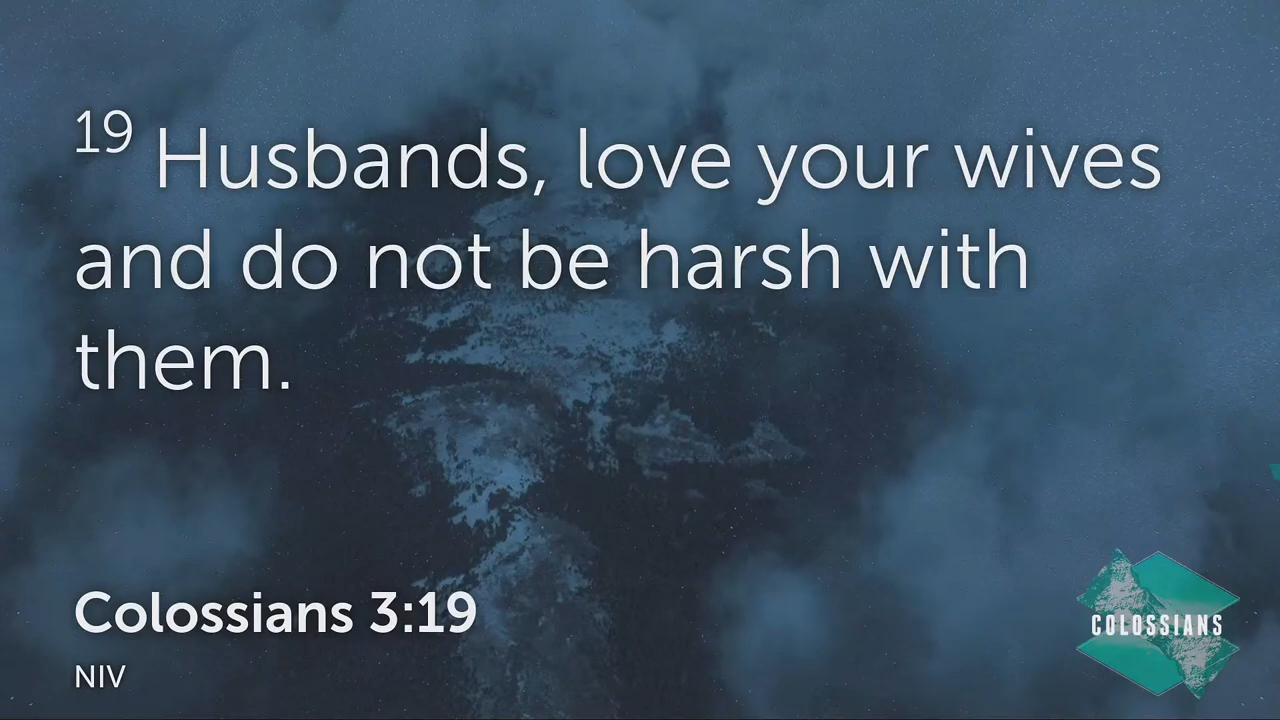 19 Husbands, love your wives
and do not be harsh with
them.
Colossians 3:19
NIV
COLOSSIANS